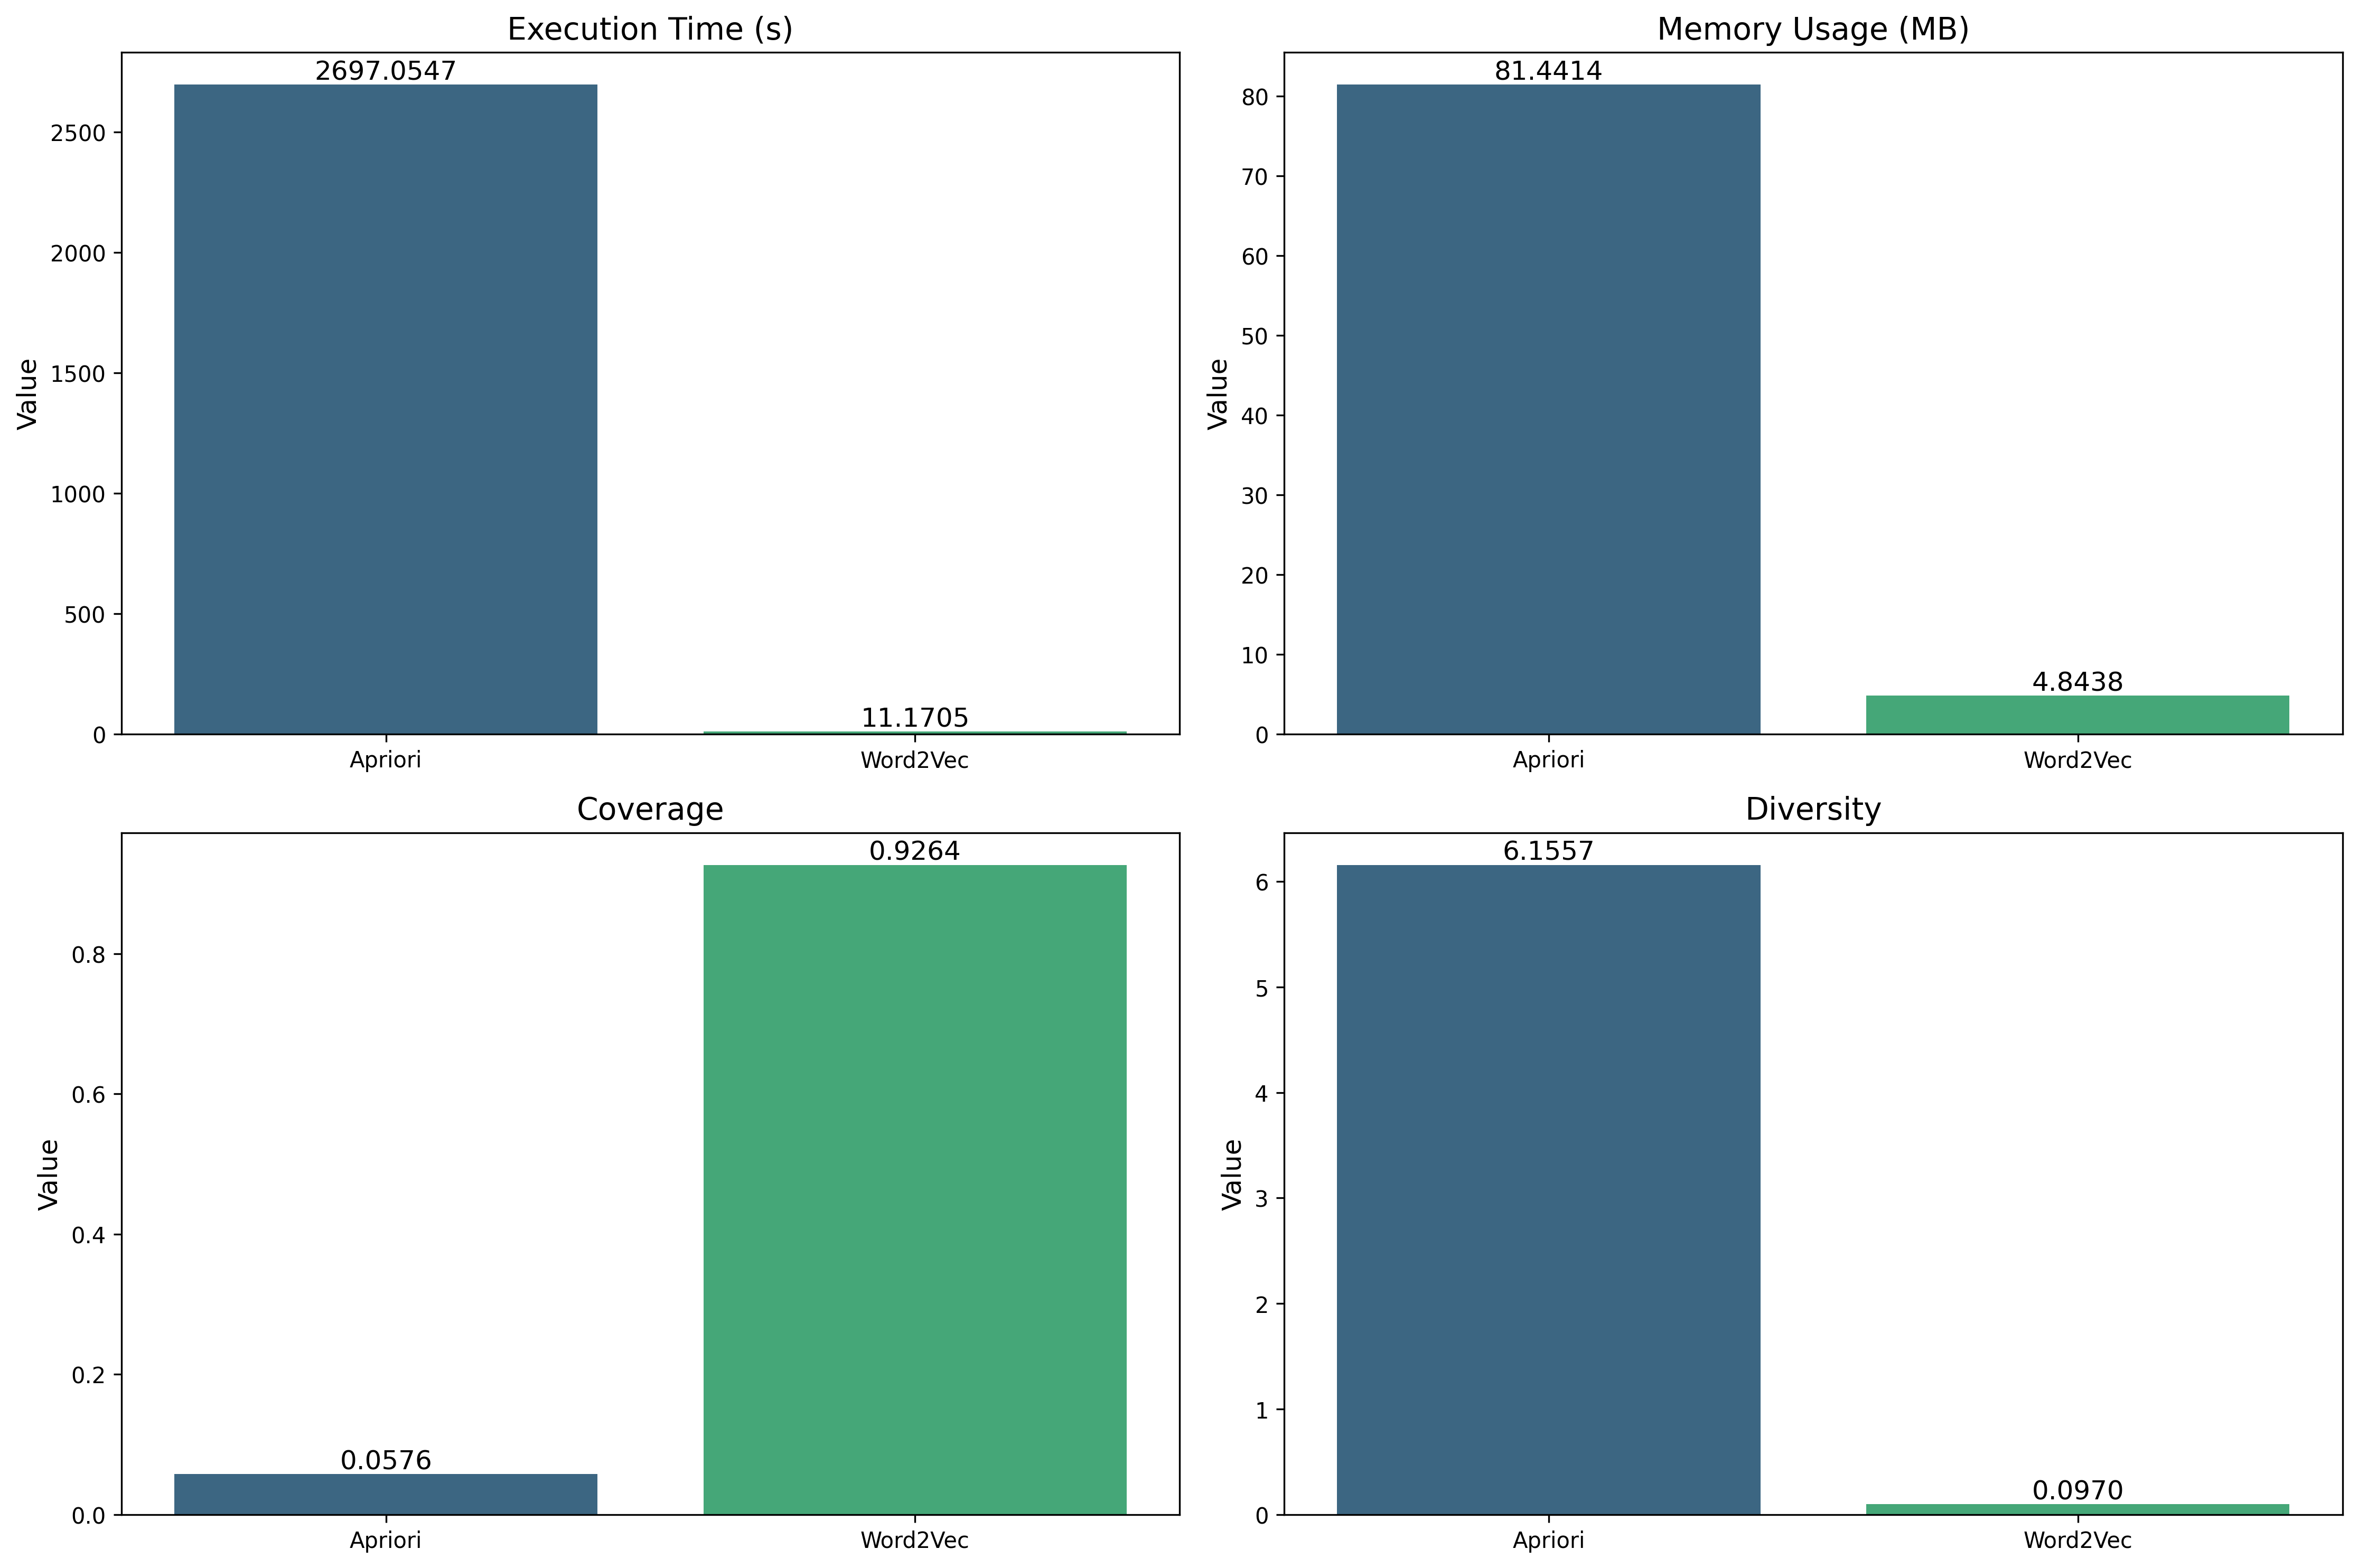 Execution Time (s)
2697.0547
2500
2000
1500
1000
500
0
Value
11.1705
Apriori
Word2Vec
Memory Usage (MB)
81.4414
80
70
60
50
40
30
20
10
0
Value
4.8438
Apriori
Word2Vec
Coverage
0.9264
0.8
0.6
0.4
0.2
0.0
Value
0.0576
Apriori
Word2Vec
Diversity
6.1557
6
5
4
3
2
1
0
Value
0.0970
Apriori
Word2Vec